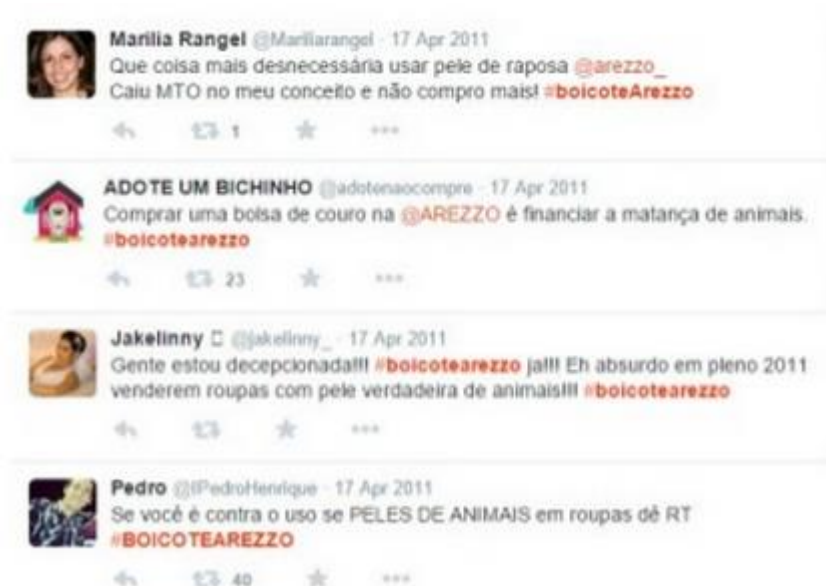 Marilia Rangel @Mariliarangel · 17 Apr 2011
Que coisa mais desnecessária usar pele de raposa @arezzo_
Caiu MTO no meu conceito e não compro mais! #boicoteArezzo
1
ADOTE UM BICHINHO @adotenaocompre · 17 Apr 2011
Comprar uma bolsa de couro na @AREZZO é financiar a matança de animais.
#boicotearezzo
23
Jakelinny @jakelinny_ · 17 Apr 2011
Gente estou decepcionada!!! #boicotearezzo ja!!! Eh absurdo em pleno 2011
venderem roupas com pele verdadeira de animais!!! #boicotearezzo
Pedro @IPedroHenrique · 17 Apr 2011
Se você é contra o uso se PELES DE ANIMAIS em roupas dê RT
#BOICOTEAREZZO
40